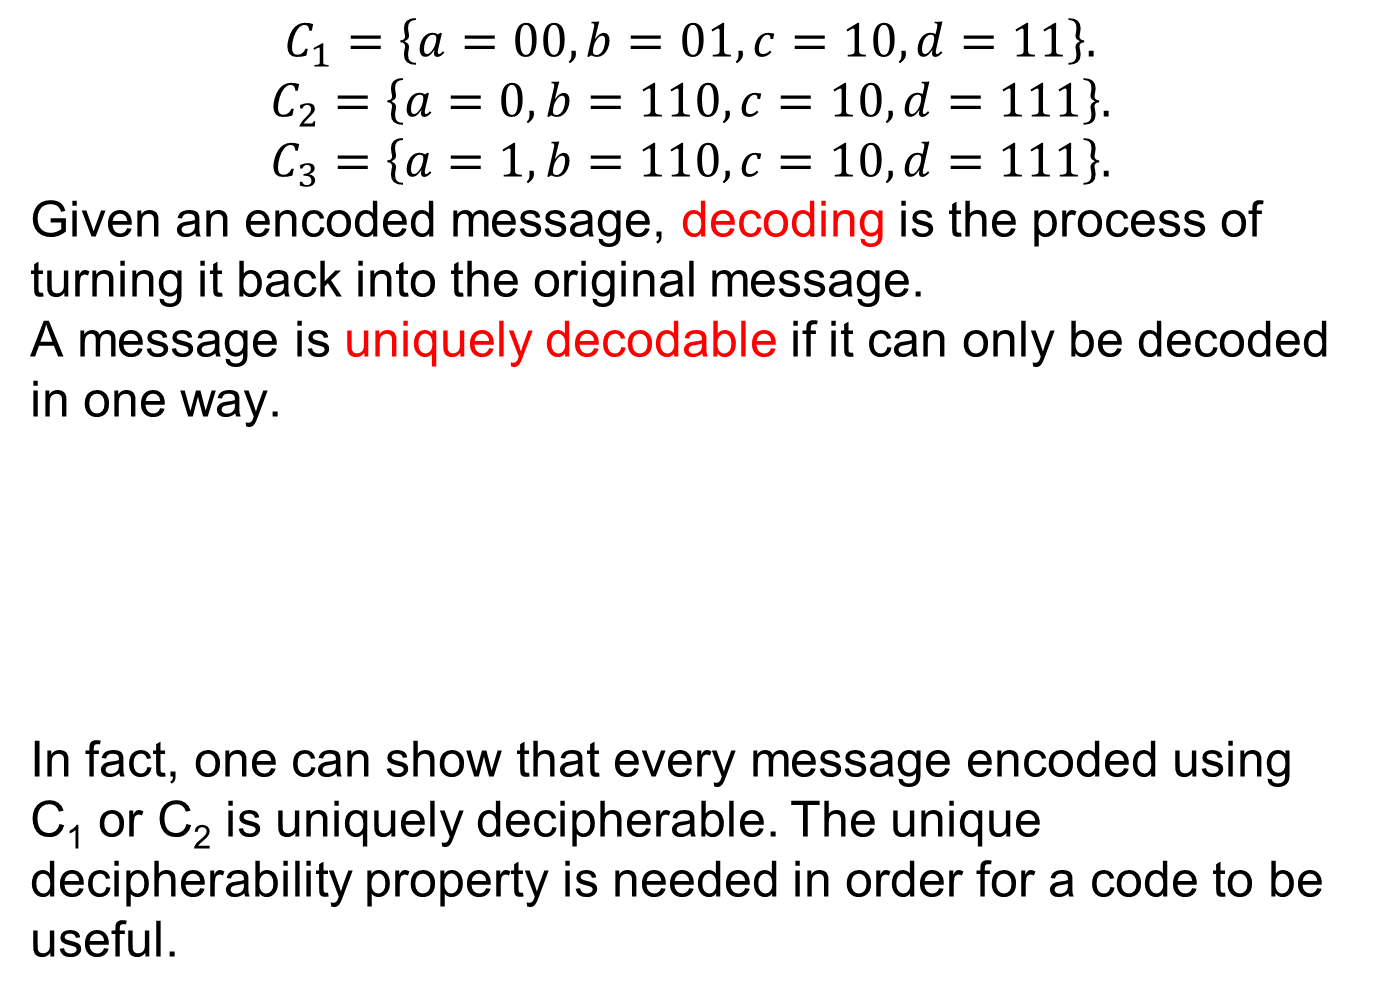 C₁ = {a = 00, b = 01, c = 10, d = 11}.
C₂ = {a = 0, b = 110, c = 10, d = 111}.
C₃ = {a = 1, b = 110, c = 10, d = 111}.
Given an encoded message, decoding is the process of
turning it back into the original message.
A message is uniquely decodable if it can only be decoded
in one way.
In fact, one can show that every message encoded using
C₁ or C₂ is uniquely decipherable. The unique
decipherability property is needed in order for a code to be
useful.